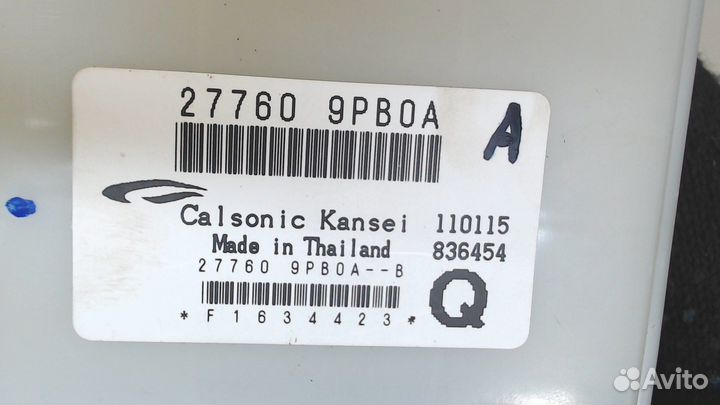 27760 9PB0A
A
Calsonic Kansei 110115
Made in Thailand 836454
27760 9PB0A--B
Q
*F1634423*
Avito